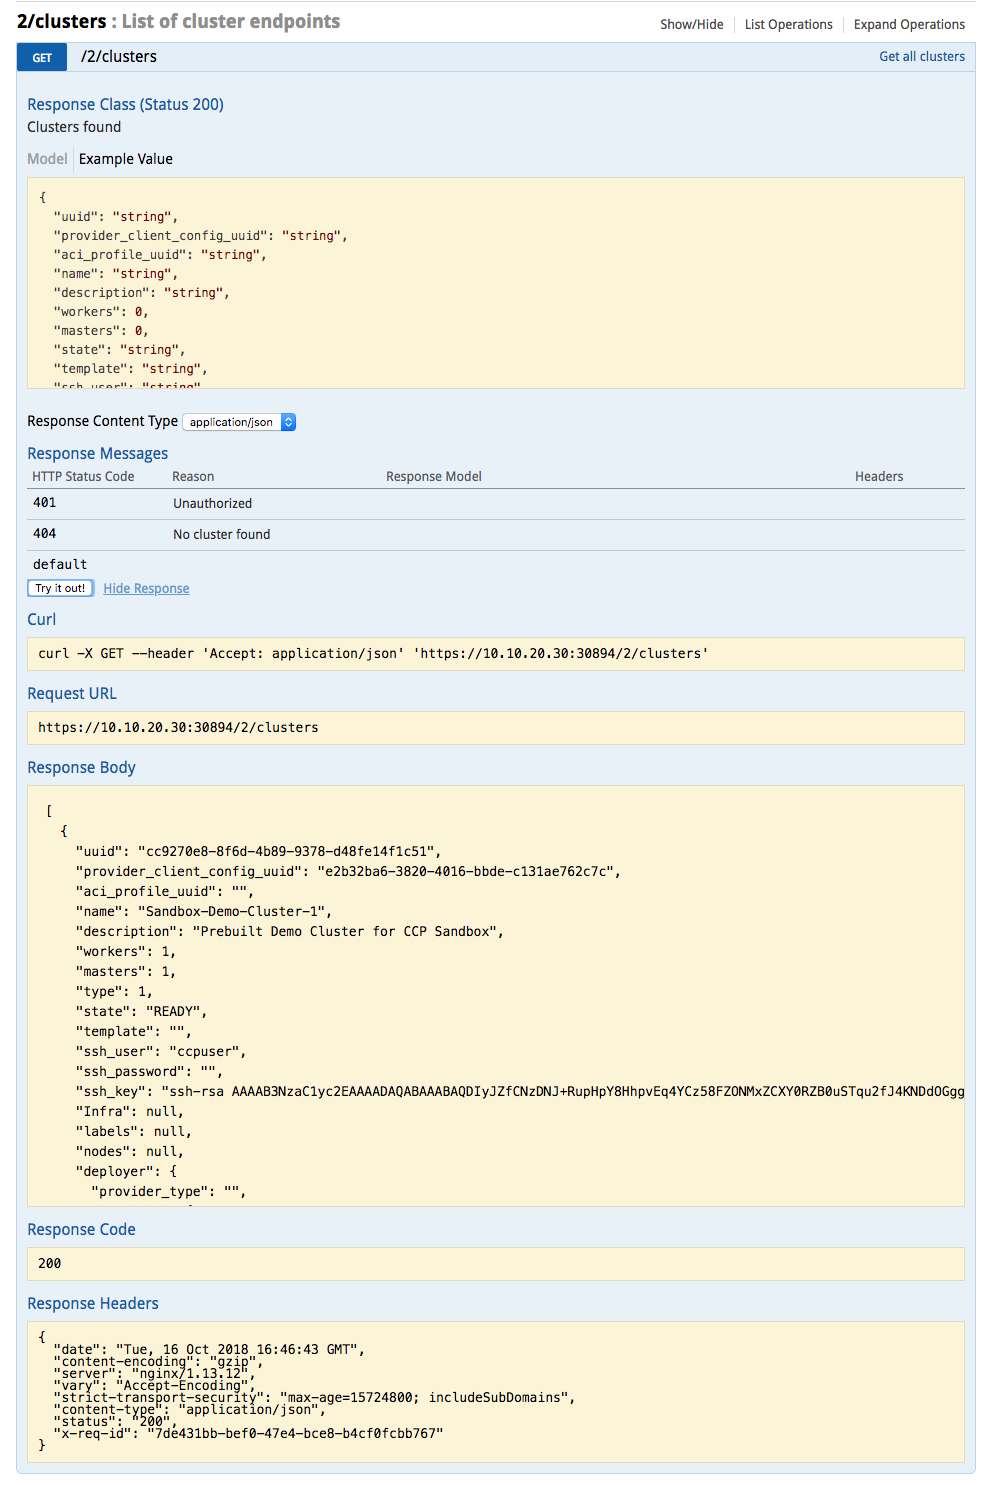 2/clusters : List of cluster endpoints
Show/Hide
List Operations
Expand Operations
GET
/2/clusters
Get all clusters
Response Class (Status 200)
Clusters found
Model
Example Value
{
"uuid": "string",
"provider_client_config_uuid": "string",
"aci_profile_uuid": "string",
"name": "string",
"description": "string",
"workers": 0,
"masters": 0,
"state": "string",
"template": "string",
"ssh_user": "string"
Response Content Type application/json
Response Messages
HTTP Status Code Reason Response Model Headers
401 Unauthorized
404 No cluster found
default
Try it out! Hide Response
Curl
curl -X GET --header 'Accept: application/json' 'https://10.10.20.30:30894/2/clusters'
Request URL
https://10.10.20.30:30894/2/clusters
Response Body
[
{
"uuid": "cc9270e8-8f6d-4b89-9378-d48fe14f1c51",
"provider_client_config_uuid": "e2b32ba6-3820-4016-bbde-c131ae762c7c",
"aci_profile_uuid": "",
"name": "Sandbox-Demo-Cluster-1",
"description": "Prebuilt Demo Cluster for CCP Sandbox",
"workers": 1,
"masters": 1,
"type": 1,
"state": "READY",
"template": "",
"ssh_user": "ccpuser",
"ssh_password": "",
"ssh_key": "ssh-rsa AAAAB3NzaC1yc2EAAAADAQABAAABAQDIyJZfCNzDNJ+RupHpY8HhpvEq4YCz58FZONMxZCXY0RZB0uSTqu2fJ4KNDdOGgg
"Infra": null,
"labels": null,
"nodes": null,
"deployer": {
"provider_type": "",
Response Code
200
Response Headers
{
"date": "Tue, 16 Oct 2018 16:46:43 GMT",
"content-encoding": "gzip",
"server": "nginx/1.13.12",
"vary": "Accept-Encoding",
"strict-transport-security": "max-age=15724800; includeSubDomains",
"content-type": "application/json",
"status": "200",
"x-req-id": "7de431bb-bef0-47e4-bce8-b4cf0fcbb767"
}